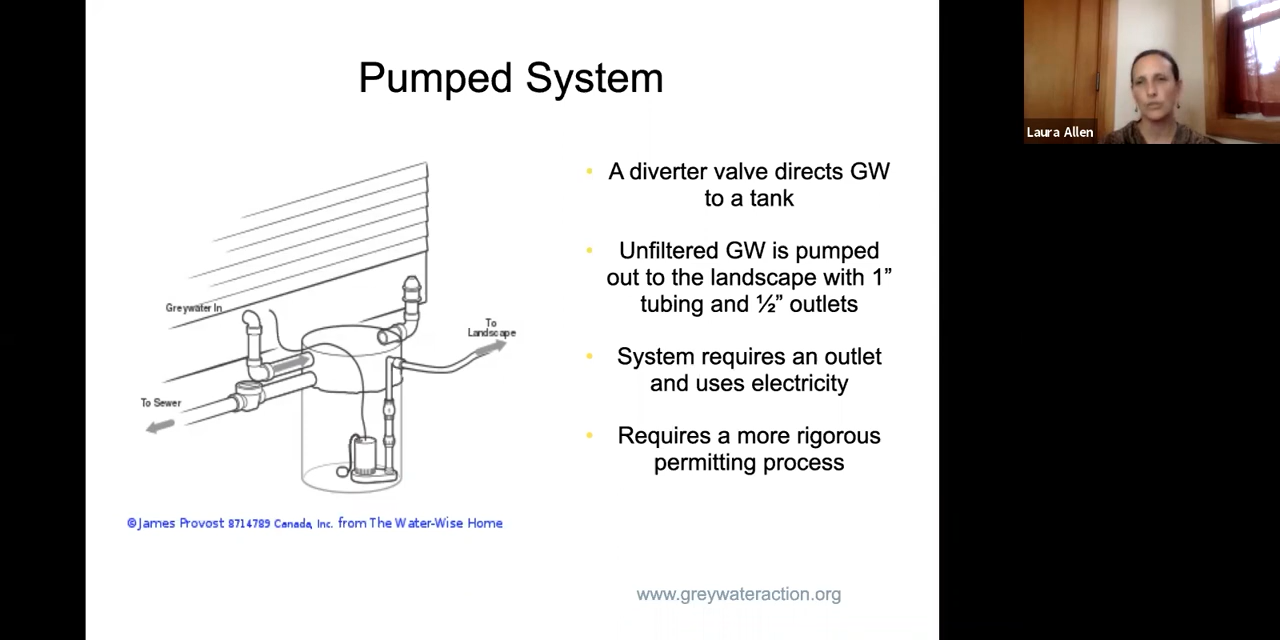 Pumped System
Laura Allen
A diverter valve directs GW
to a tank
Unfiltered GW is pumped
out to the landscape with 1”
tubing and ½” outlets
System requires an outlet
and uses electricity
Requires a more rigorous
permitting process
Greywater In
To
Landscape
To Sewer
©James Provost 8714789 Canada, Inc. from The Water-Wise Home
www.greywateraction.org